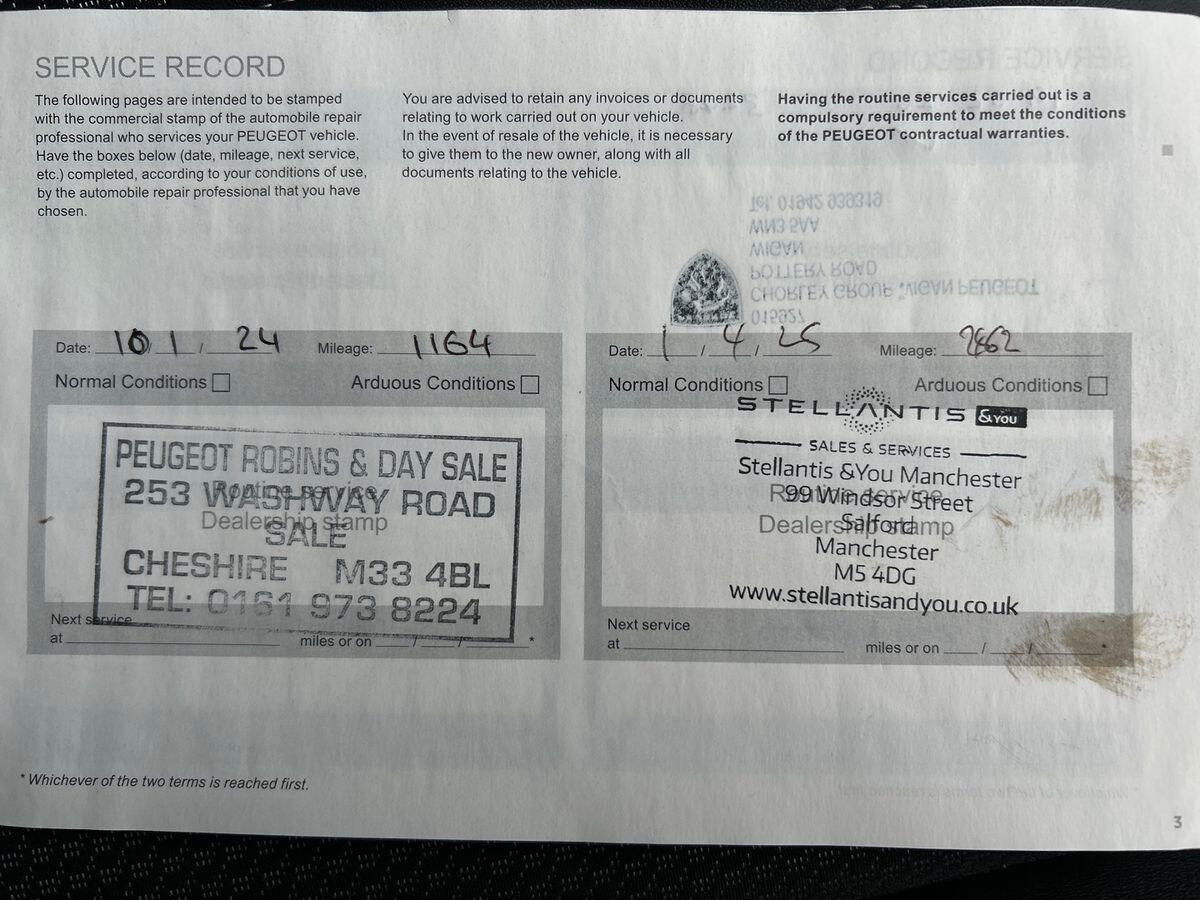 SERVICE RECORD
The following pages are intended to be stamped
with the commercial stamp of the automobile repair
professional who services your PEUGEOT vehicle.
Have the boxes below (date, mileage, next service,
etc.) completed, according to your conditions of use,
by the automobile repair professional that you have
chosen.
You are advised to retain any invoices or documents
relating to work carried out on your vehicle.
In the event of resale of the vehicle, it is necessary
to give them to the new owner, along with all
documents relating to the vehicle.
Having the routine services carried out is a
compulsory requirement to meet the conditions
of the PEUGEOT contractual warranties.
Date: 10 / 1 / 24 Mileage: 1164
Normal Conditions Arduous Conditions
PEUGEOT ROBINS & DAY SALE
253 WASHWAY ROAD
Routine service
Dealership stamp
SALE
CHESHIRE M33 4BL
TEL: 0161 973 8224
Next service
at miles or on / / *
Date: 1 / 4 / 25 Mileage: 2862
Normal Conditions Arduous Conditions
STELLANTIS &YOU
SALES & SERVICES
Stellantis &You Manchester
99 Windsor Street
Routine service
Dealership stamp
Salford
Manchester
M5 4DG
www.stellantisandyou.co.uk
Next service
at miles or on / / *
* Whichever of the two terms is reached first.
3